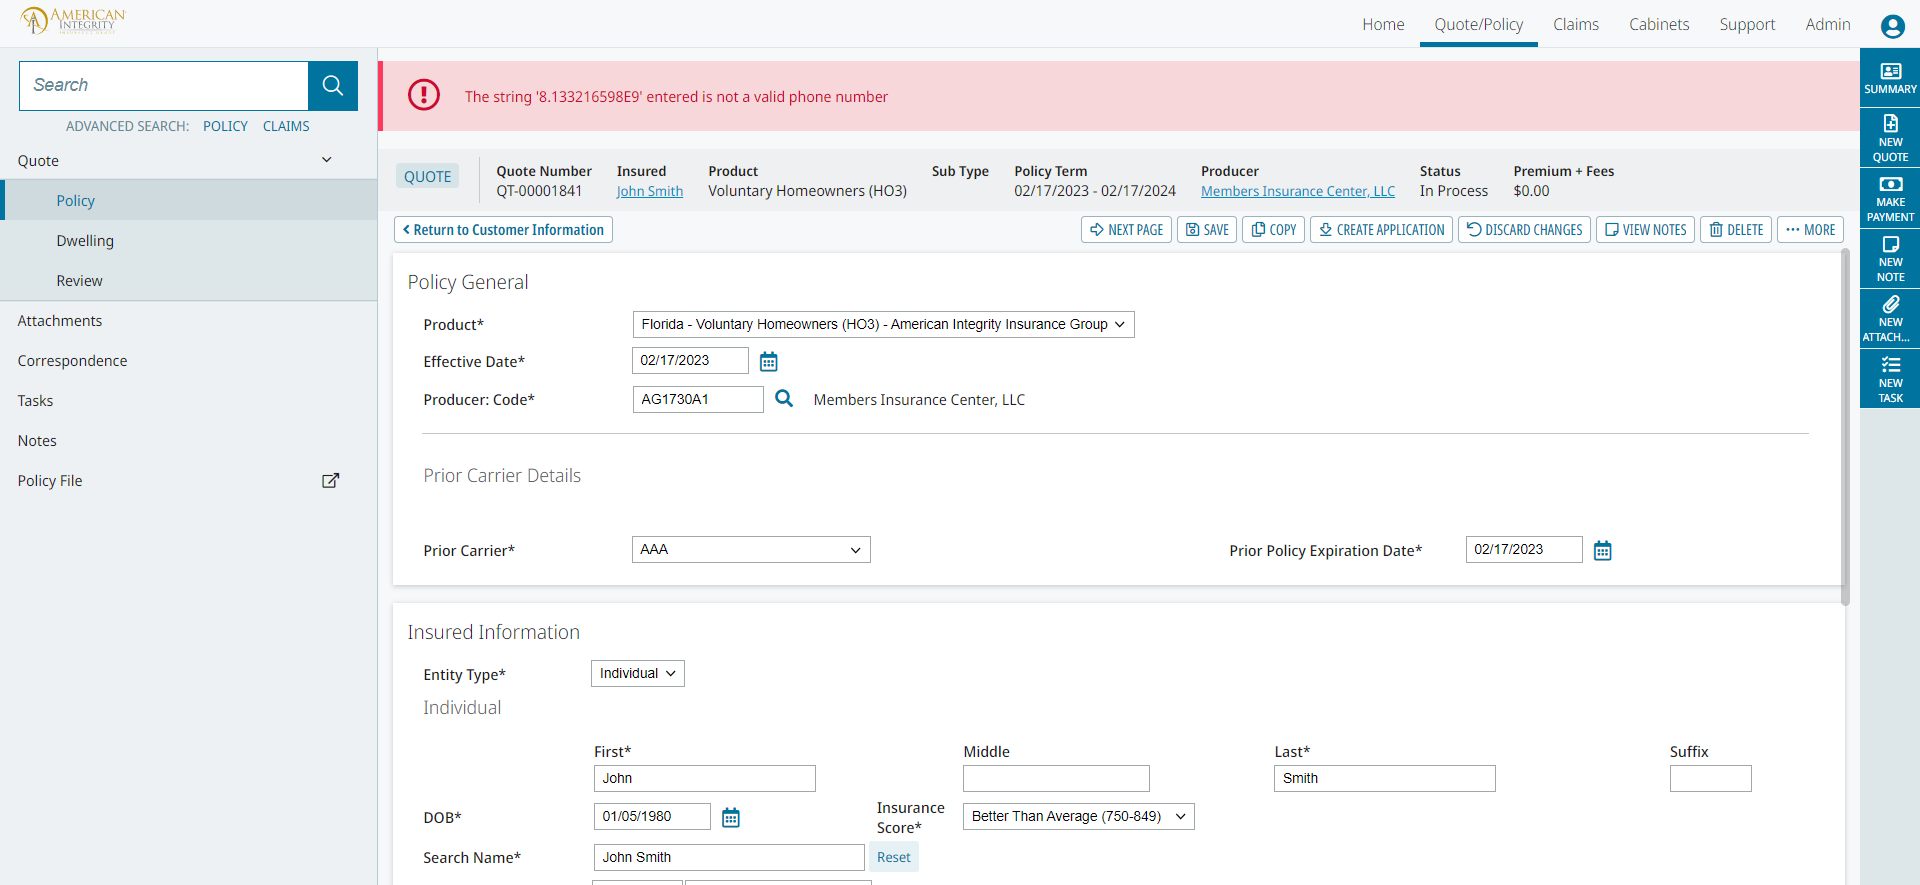 AMERICAN
INTEGRITY
INSURANCE GROUP
Home
Quote/Policy
Claims
Cabinets
Support
Admin
Search
ADVANCED SEARCH: POLICY CLAIMS
Quote
Policy
Dwelling
Review
Attachments
Correspondence
Tasks
Notes
Policy File
The string '8.133216598E9' entered is not a valid phone number
QUOTE
Quote Number
QT-00001841
Insured
John Smith
Product
Voluntary Homeowners (HO3)
Sub Type
Policy Term
02/17/2023 - 02/17/2024
Producer
Members Insurance Center, LLC
Status
In Process
Premium + Fees
$0.00
Return to Customer Information
NEXT PAGE
SAVE
COPY
CREATE APPLICATION
DISCARD CHANGES
VIEW NOTES
DELETE
MORE
Policy General
Product* Florida - Voluntary Homeowners (HO3) - American Integrity Insurance Group
Effective Date* 02/17/2023
Producer: Code* AG1730A1 Members Insurance Center, LLC
Prior Carrier Details
Prior Carrier* AAA Prior Policy Expiration Date* 02/17/2023
Insured Information
Entity Type* Individual
Individual
First* Middle Last* Suffix
John Smith
DOB* 01/05/1980 Insurance
Score* Better Than Average (750-849)
Search Name* John Smith Reset
SUMMARY
NEW
QUOTE
MAKE
PAYMENT
NEW
NOTE
NEW
ATTACH...
NEW
TASK